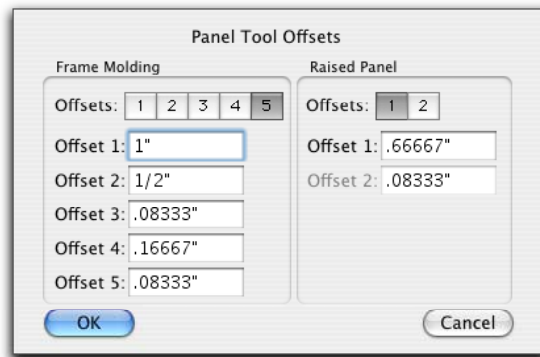 Panel Tool Offsets
Frame Molding
Offsets: 1 2 3 4 5
Offset 1: 1"
Offset 2: 1/2"
Offset 3: .08333"
Offset 4: .16667"
Offset 5: .08333"
Raised Panel
Offsets: 1 2
Offset 1: .66667"
Offset 2: .08333"
OK
Cancel